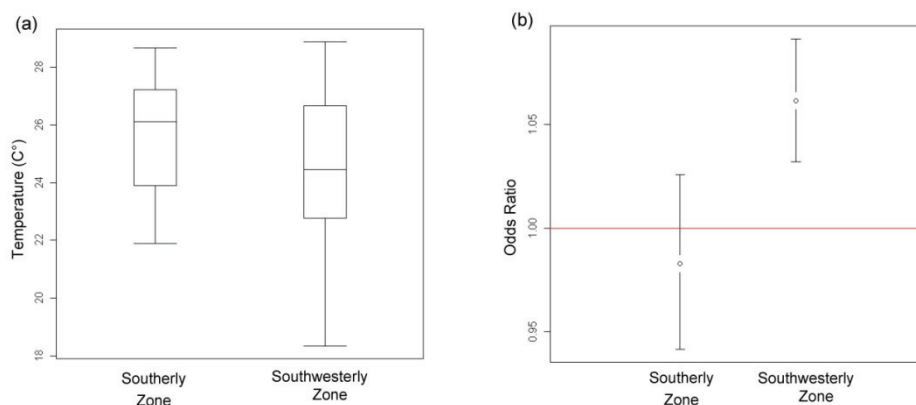 (a)
Temperature (C°)
28
26
24
22
20
18
Southerly
Zone
Southwesterly
Zone
(b)
Odds Ratio
1.05
1.00
0.95
Southerly
Zone
Southwesterly
Zone